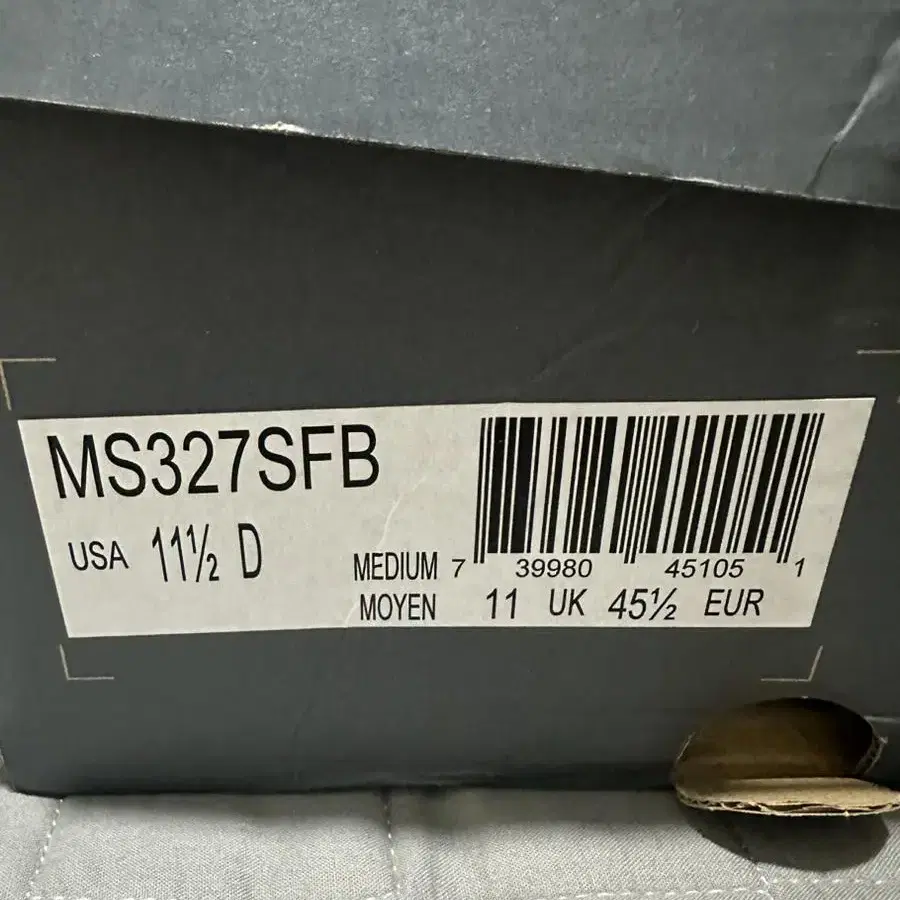 MS327SFB
USA 11½ D
MEDIUM 7 39980 45105 1
MOYEN 11 UK 45½ EUR